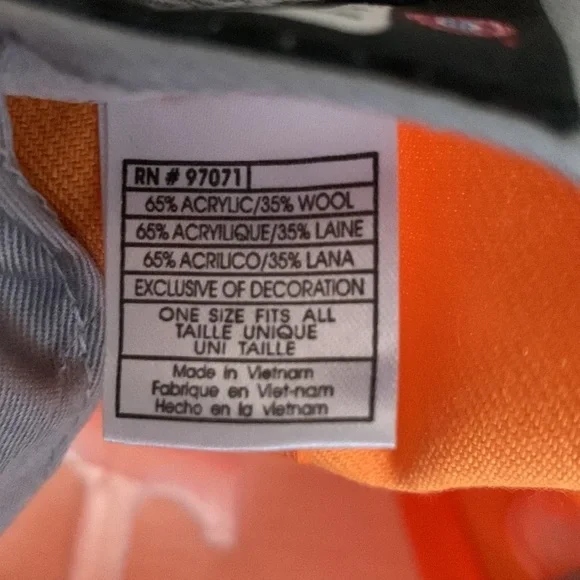 RN # 97071
65% ACRYLIC/35% WOOL
65% ACRYILIQUE/35% LAINE
65% ACRILICO/35% LANA
EXCLUSIVE OF DECORATION
ONE SIZE FITS ALL
TAILLE UNIQUE
UNI TAILLE
Made in Vietnam
Fabrique en Viet-nam
Hecho en la vietnam